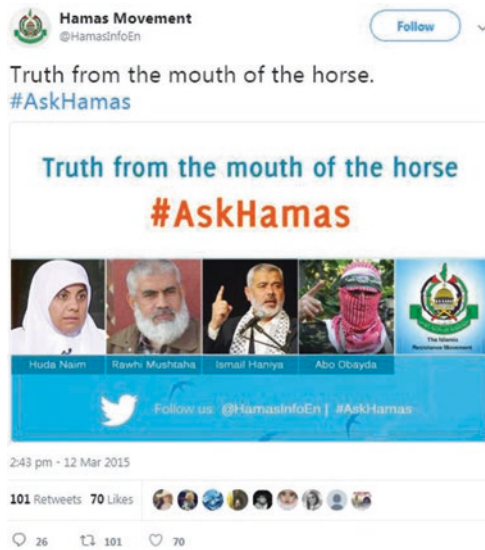 Hamas Movement
@HamasInfoEn
Follow
Truth from the mouth of the horse.
#AskHamas
Truth from the mouth of the horse
#AskHamas
Huda Naim
Rawhi Mushtaha
Ismail Haniya
Abo Obayda
The Islamic
Resistance Movement
Follow us: @HamasInfoEn | #AskHamas
2:43 pm - 12 Mar 2015
101 Retweets 70 Likes
26 101 70